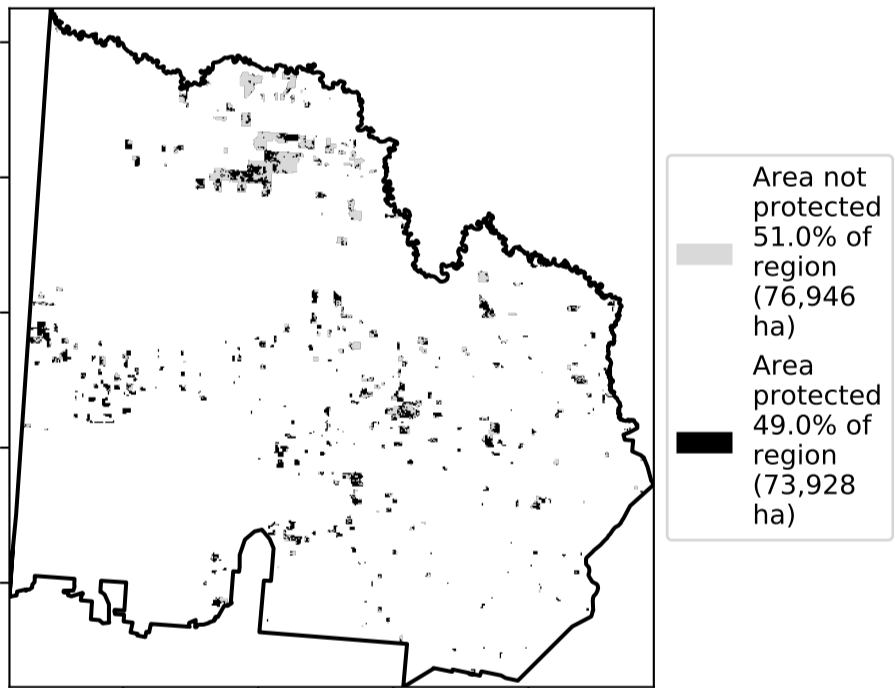 Area not
protected
51.0% of
region
(76,946
ha)
Area
protected
49.0% of
region
(73,928
ha)